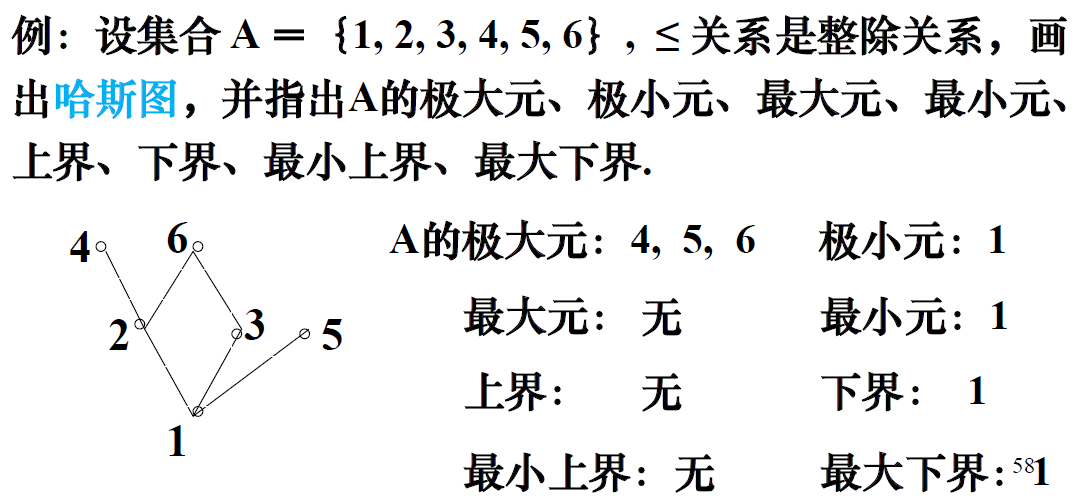 例：设集合 A ＝｛1, 2, 3, 4, 5, 6｝, ≤ 关系是整除关系，画
出哈斯图，并指出A的极大元、极小元、最大元、最小元、
上界、下界、最小上界、最大下界.
4
6
2
3
5
1
A的极大元：4，5，6
极小元：1
最大元：无
最小元：1
上界：无
下界：1
最小上界：无
最大下界：1
58